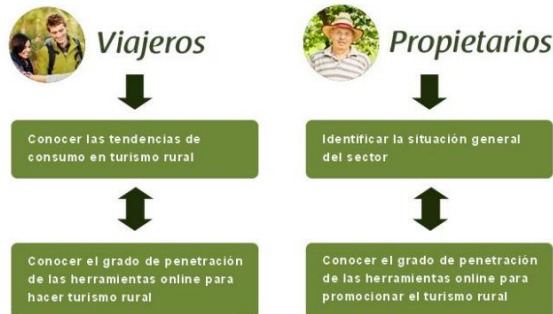 Viajeros
Conocer las tendencias de
consumo en turismo rural
Conocer el grado de penetración
de las herramientas online para
hacer turismo rural
Propietarios
Identificar la situación general
del sector
Conocer el grado de penetración
de las herramientas online para
promocionar el turismo rural